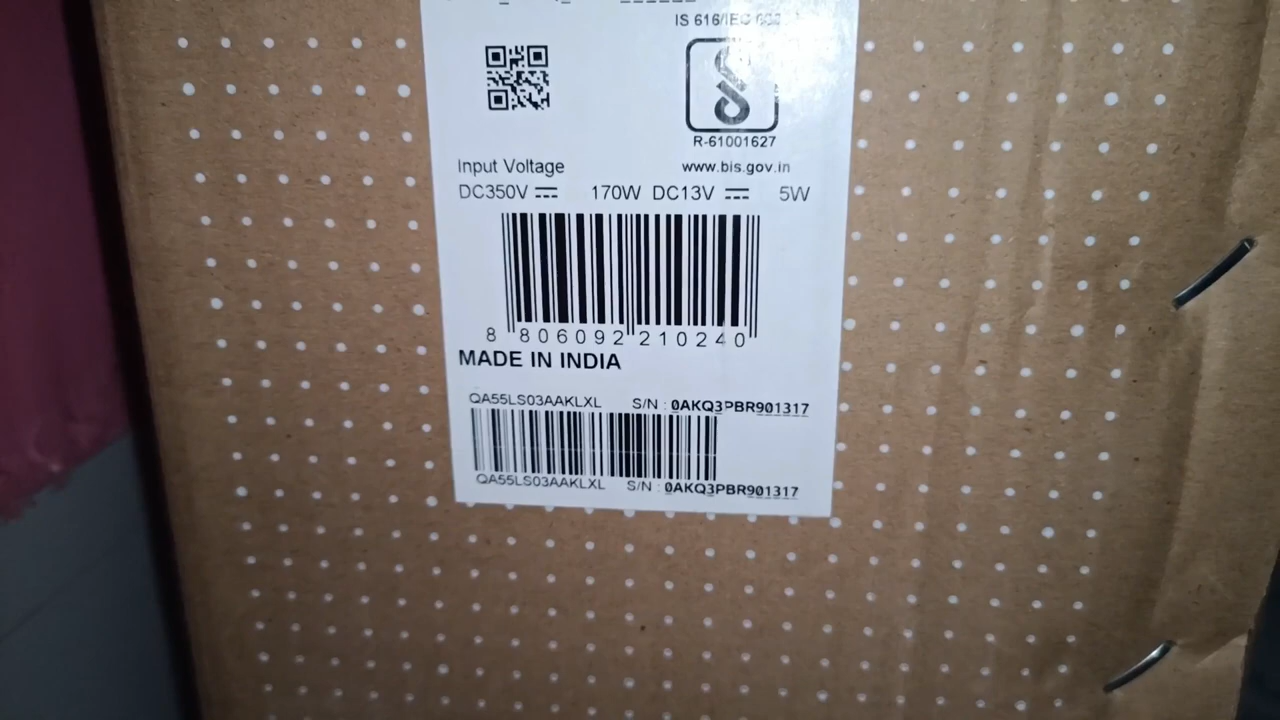 IS 616/IEC
R-61001627
Input Voltage www.bis.gov.in
DC350V 170W DC13V 5W
8 806092 210240
MADE IN INDIA
QA55LS03AAKLXL S/N : 0AKQ3PBR901317
QA55LS03AAKLXL S/N : 0AKQ3PBR901317